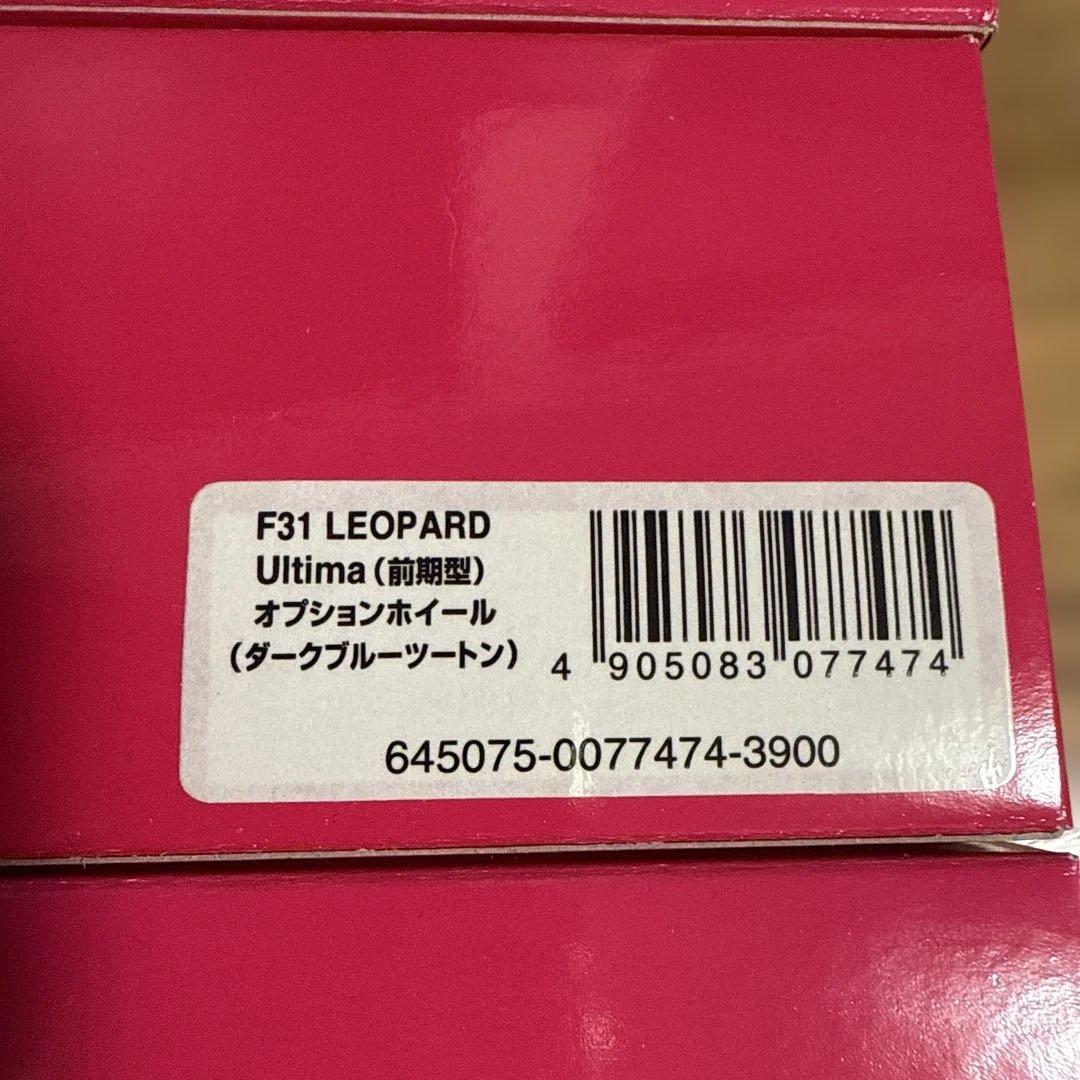 F31 LEOPARD
Ultima(前期型)
オプションホイール
(ダークブルーツートン)
4 905083 077474
645075-0077474-3900